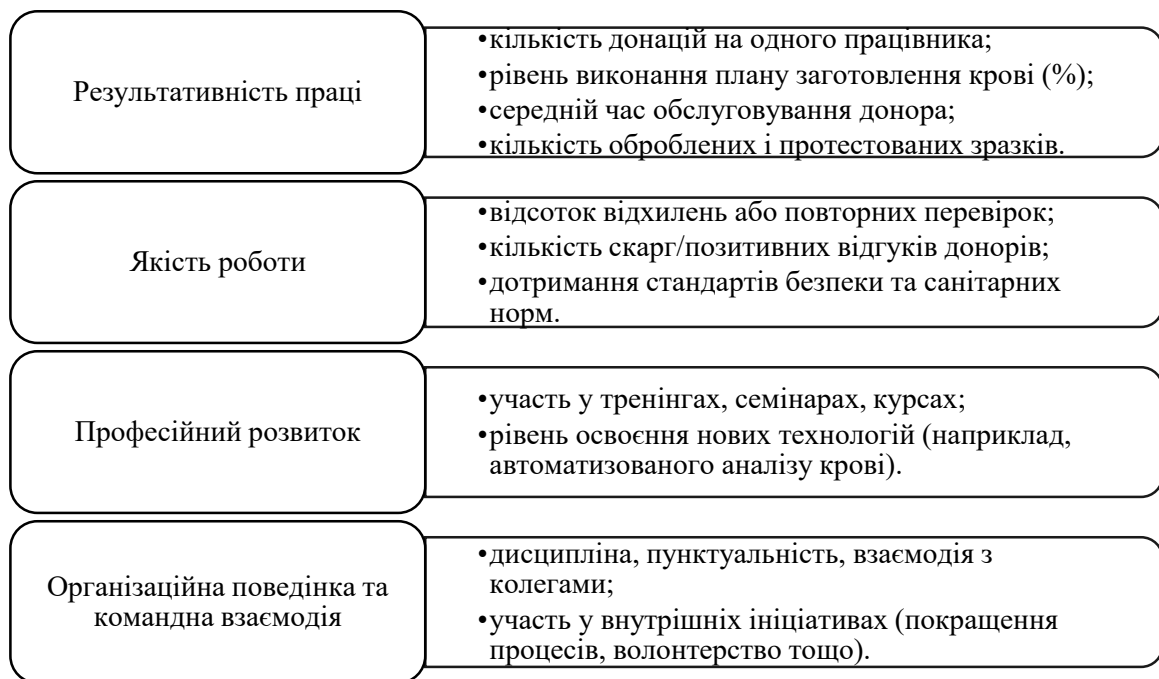 Результативність праці
•кількість донацій на одного працівника;
•рівень виконання плану заготовлення крові (%);
•середній час обслуговування донора;
•кількість оброблених і протестованих зразків.
Якість роботи
•відсоток відхилень або повторних перевірок;
•кількість скарг/позитивних відгуків донорів;
•дотримання стандартів безпеки та санітарних
норм.
Професійний розвиток
•участь у тренінгах, семінарах, курсах;
•рівень освоєння нових технологій (наприклад,
автоматизованого аналізу крові).
Організаційна поведінка та
командна взаємодія
•дисципліна, пунктуальність, взаємодія з
колегами;
•участь у внутрішніх ініціативах (покращення
процесів, волонтерство тощо).